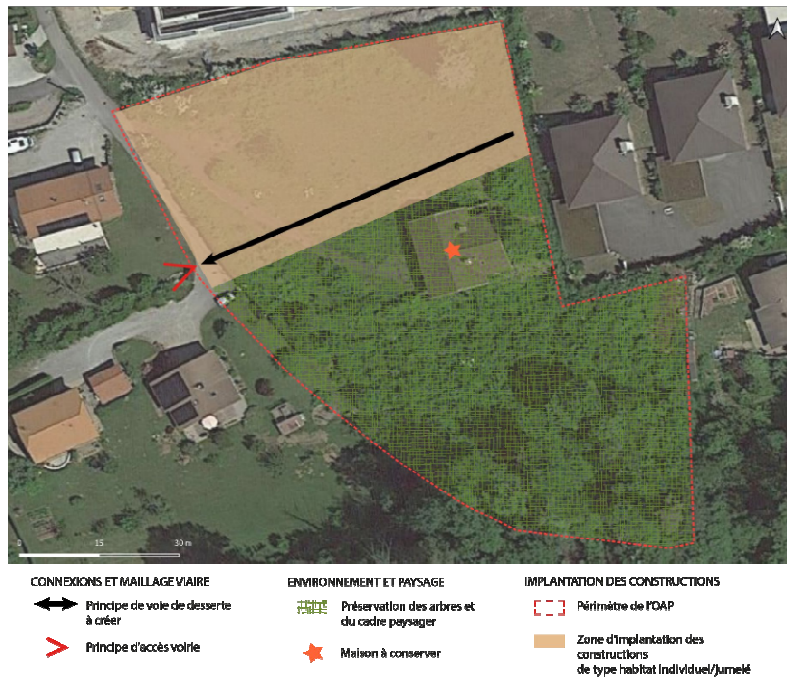 0 15 30 m
CONNEXIONS ET MAILLAGE VIAIRE
Principe de voie de desserte
à créer
Principe d'accès voirie
ENVIRONNEMENT ET PAYSAGE
Préservation des arbres et
du cadre paysager
Maison à conserver
IMPLANTATION DES CONSTRUCTIONS
Périmètre de l'OAP
Zone d'implantation des
constructions
de type habitat individuel/jumelé